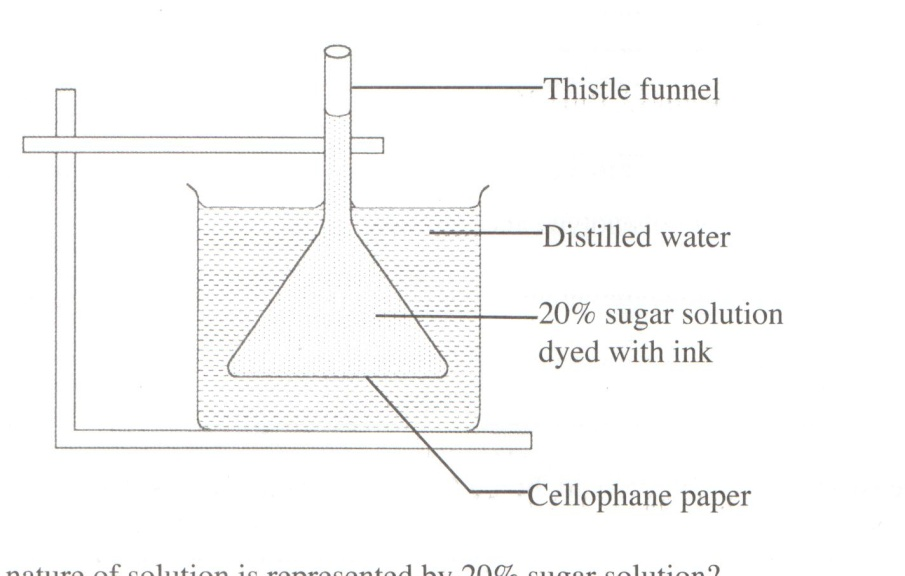 Thistle funnel
Distilled water
20% sugar solution
dyed with ink
Cellophane paper
nature of solution is represented by 20% sugar solution?